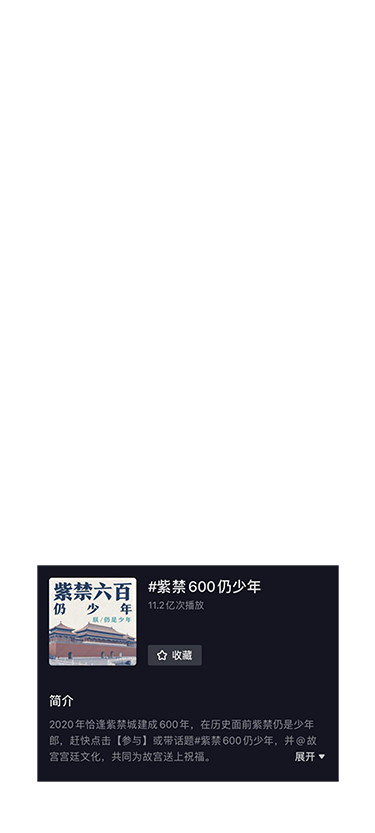 紫禁六百
仍少年
朕/仍是少年
#紫禁600仍少年
11.2亿次播放
收藏
简介
2020年恰逢紫禁城建成600年，在历史面前紫禁仍是少年
郎，赶快点击【参与】或带话题#紫禁600仍少年，并@故
宫宫廷文化，共同为故宫送上祝福。
展开